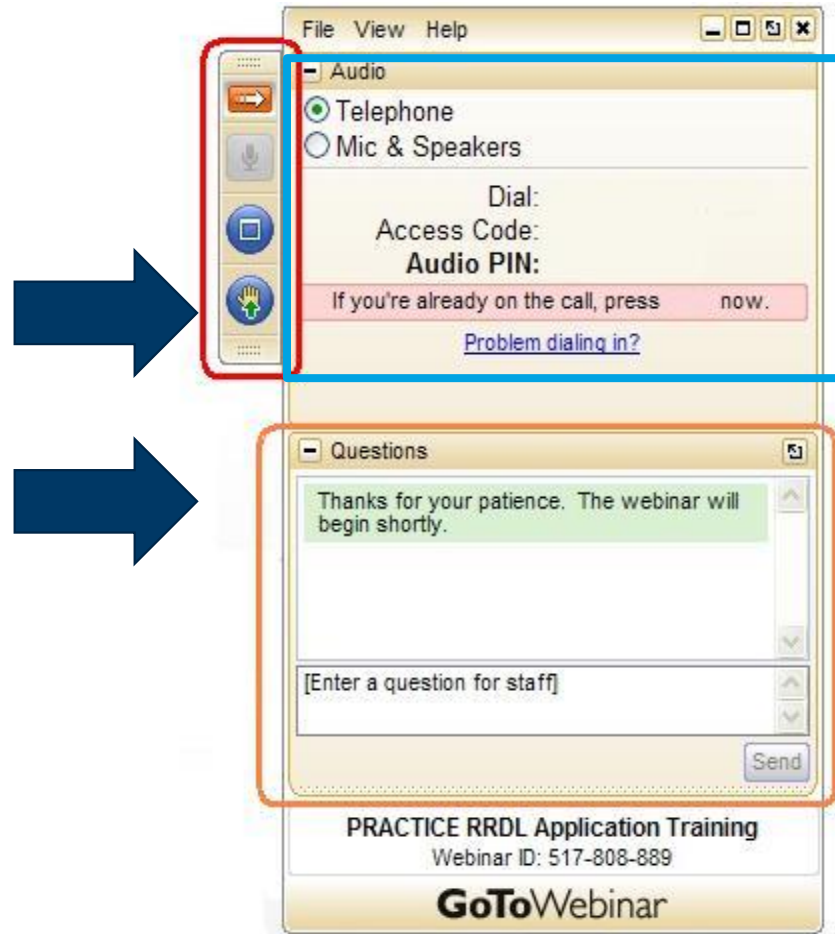 File View Help
Audio
Telephone
Mic & Speakers
Dial:
Access Code:
Audio PIN:
If you're already on the call, press now.
Problem dialing in?
Questions
Thanks for your patience. The webinar will
begin shortly.
[Enter a question for staff]
Send
PRACTICE RRDL Application Training
Webinar ID: 517-808-889
GoToWebinar